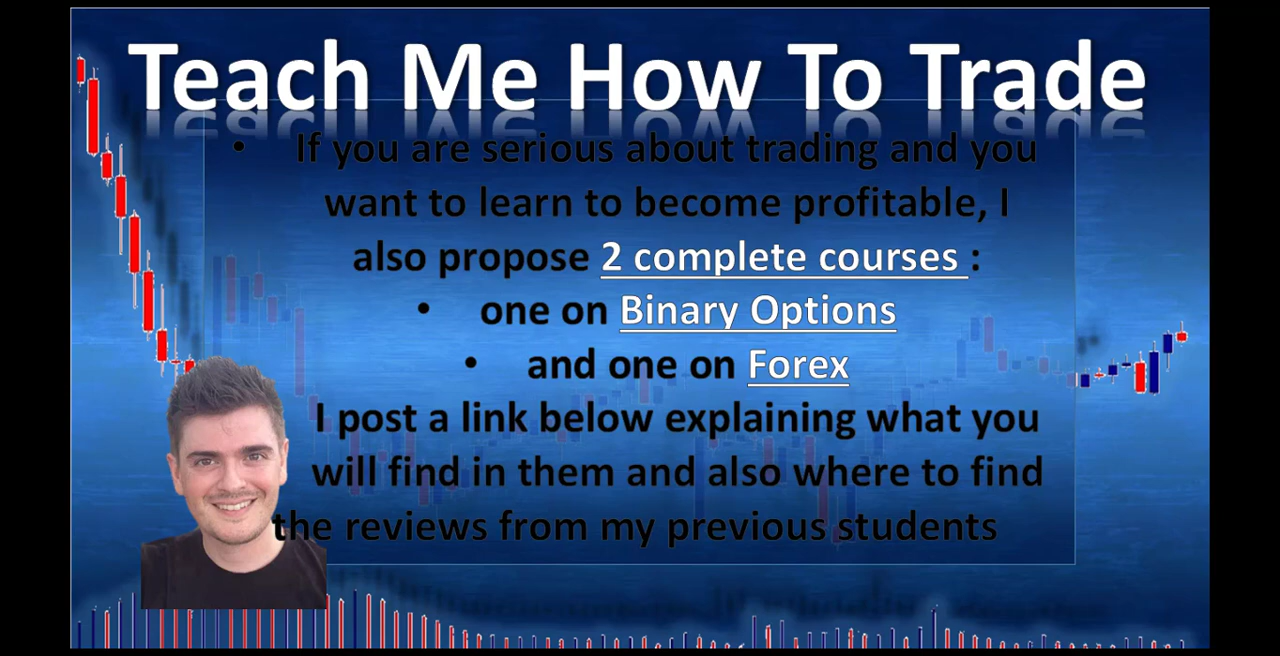 Teach Me How To Trade
• If you are serious about trading and you
want to learn to become profitable, I
also propose 2 complete courses :
• one on Binary Options
• and one on Forex
I post a link below explaining what you
will find in them and also where to find
the reviews from my previous students